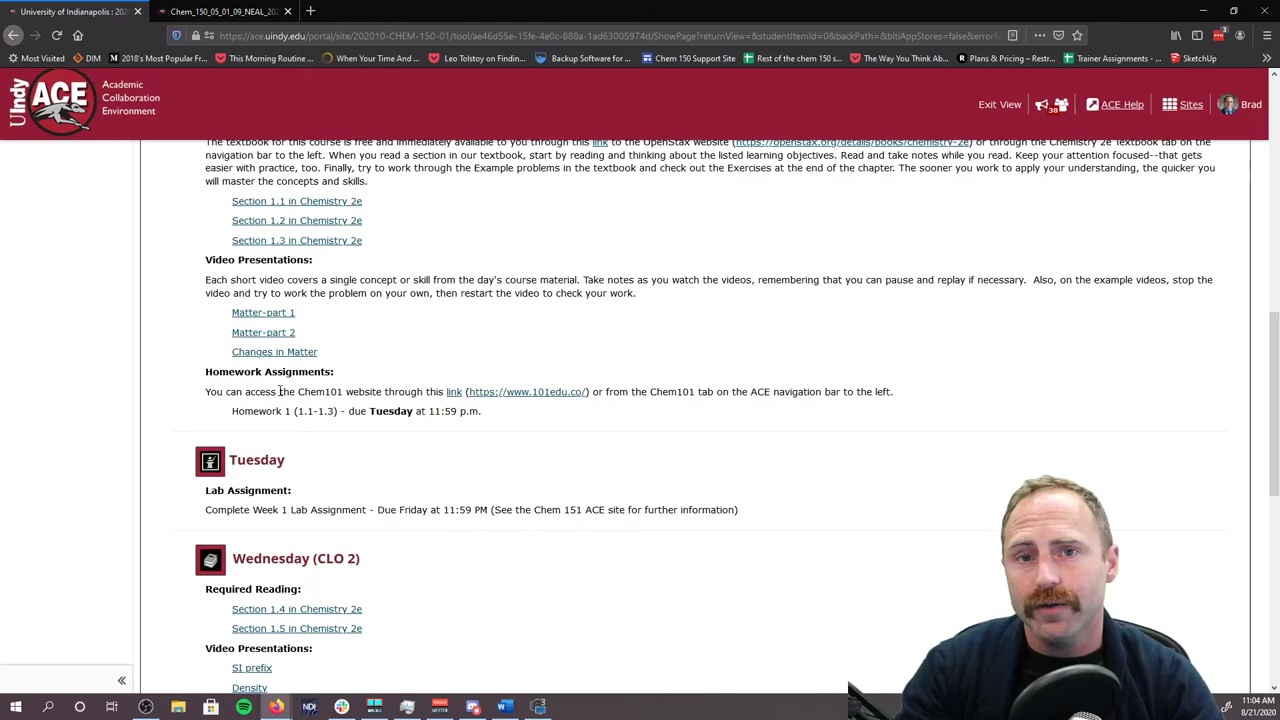 University of Indianapolis : 2020
Chem_150_05_01_09_NEAL_202
https://ace.uindy.edu/portal/site/202010-CHEM-150-01/tool/ae46d55e-15fe-4e0c-888a-1ad63005974d/ShowPage?returnView=&studentItemId=0&backPath=&bltiAppStores=false&errorM
Most Visited
DIM
2018's Most Popular Fr...
This Morning Routine ...
When Your Time And ...
Leo Tolstoy on Findin...
Backup Software for ...
Chem 150 Support Site
Rest of the chem 150 s...
The Way You Think Ab...
Plans & Pricing – Restr...
Trainer Assignments - ...
SketchUp
UIndy ACE
Academic
Collaboration
Environment
Exit View
38
ACE Help
Sites
Brad
The textbook for this course is free and immediately available to you through this link to the OpenStax website (https://openstax.org/details/books/chemistry-2e) or through the Chemistry 2e Textbook tab on the
navigation bar to the left. When you read a section in our textbook, start by reading and thinking about the listed learning objectives. Read and take notes while you read. Keep your attention focused--that gets
easier with practice, too. Finally, try to work through the Example problems in the textbook and check out the Exercises at the end of the chapter. The sooner you work to apply your understanding, the quicker you
will master the concepts and skills.
Section 1.1 in Chemistry 2e
Section 1.2 in Chemistry 2e
Section 1.3 in Chemistry 2e
Video Presentations:
Each short video covers a single concept or skill from the day's course material. Take notes as you watch the videos, remembering that you can pause and replay if necessary. Also, on the example videos, stop the
video and try to work the problem on your own, then restart the video to check your work.
Matter-part 1
Matter-part 2
Changes in Matter
Homework Assignments:
You can access the Chem101 website through this link (https://www.101edu.co/) or from the Chem101 tab on the ACE navigation bar to the left.
Homework 1 (1.1-1.3) - due Tuesday at 11:59 p.m.
Tuesday
Lab Assignment:
Complete Week 1 Lab Assignment - Due Friday at 11:59 PM (See the Chem 151 ACE site for further information)
Wednesday (CLO 2)
Required Reading:
Section 1.4 in Chemistry 2e
Section 1.5 in Chemistry 2e
Video Presentations:
SI prefix
Density
11:04 AM
8/21/2020